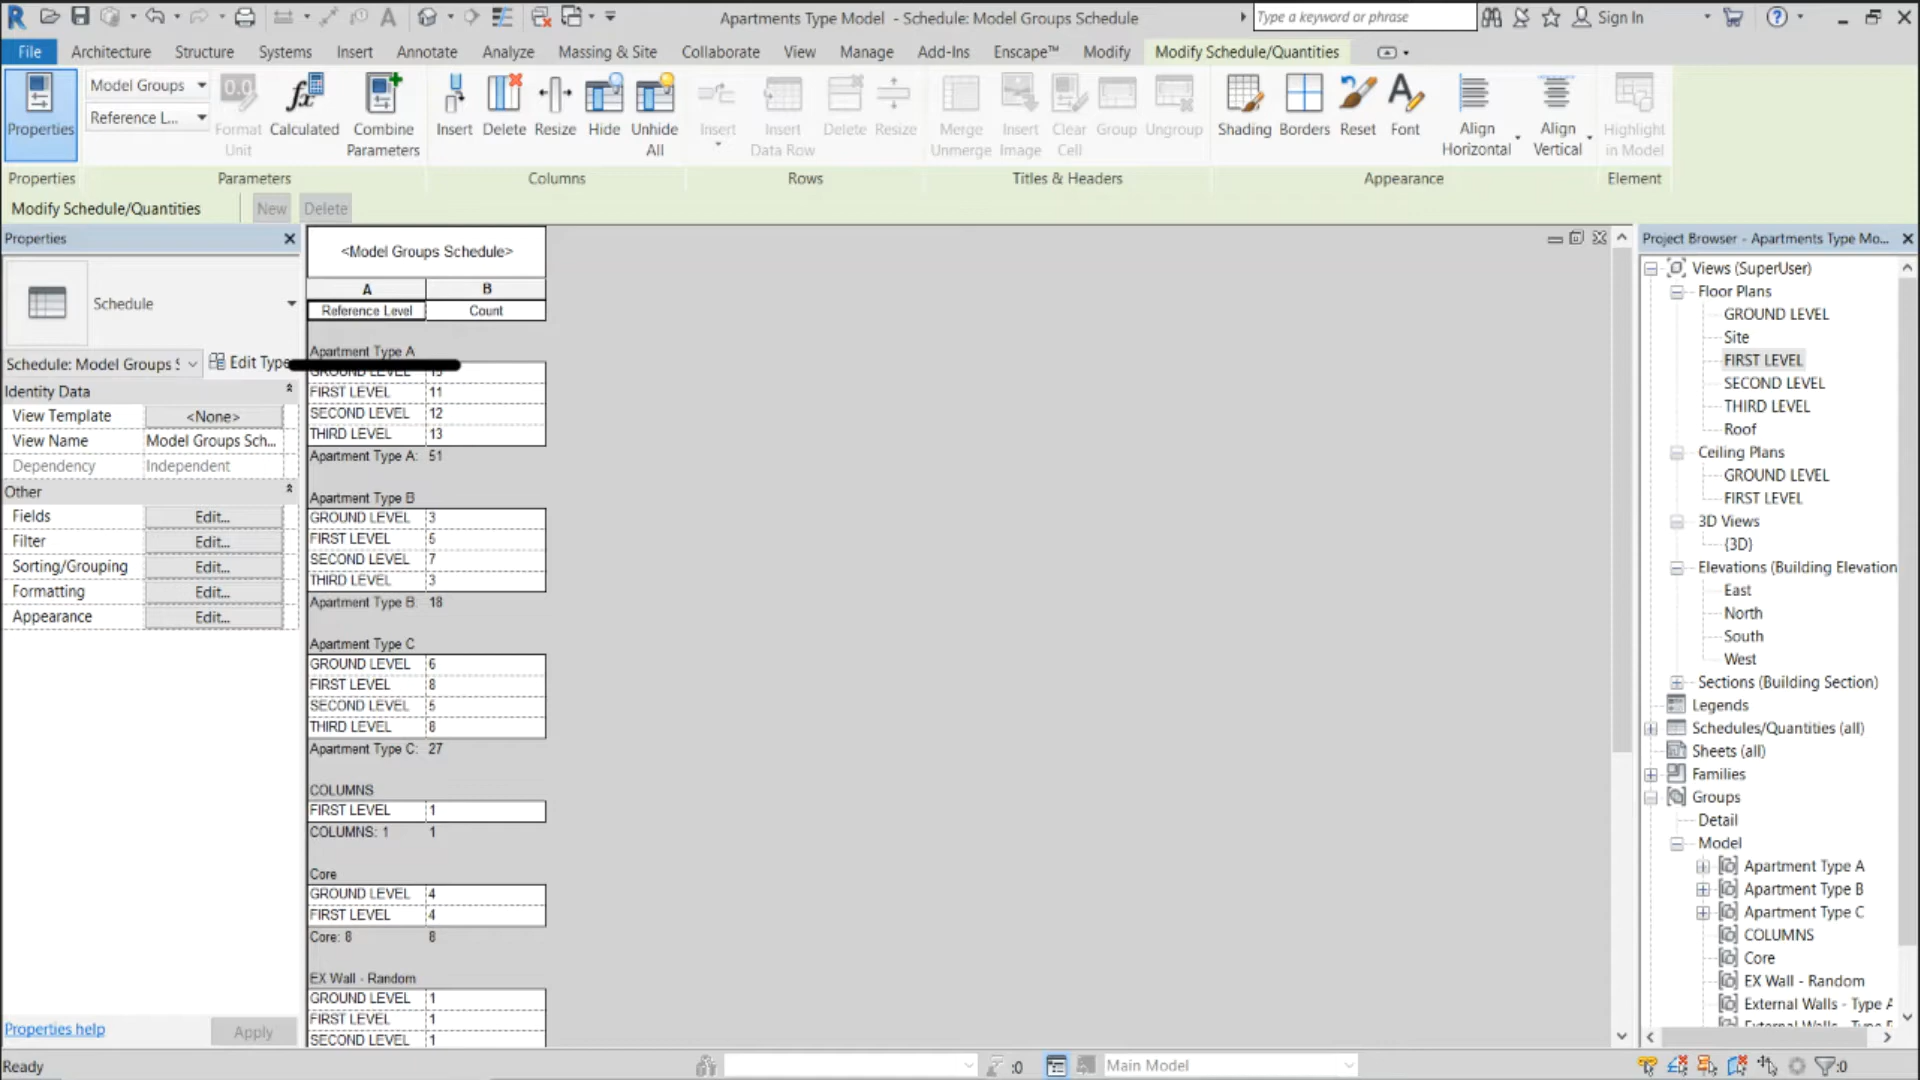 Apartments Type Model - Schedule: Model Groups Schedule
Type a keyword or phrase
Sign In
File Architecture Structure Systems Insert Annotate Analyze Massing & Site Collaborate View Manage Add-Ins Enscape™ Modify Modify Schedule/Quantities
Properties
Model Groups
Reference L...
Format Unit
Calculated
Combine Parameters
Insert
Delete
Resize
Hide
Unhide All
Insert
Insert Data Row
Delete
Resize
Merge Unmerge
Insert Image
Clear Cell
Group
Ungroup
Shading
Borders
Reset
Font
Align Horizontal
Align Vertical
Highlight in Model
Properties Parameters Columns Rows Titles & Headers Appearance Element
Modify Schedule/Quantities New Delete
Properties
Schedule
Schedule: Model Groups S Edit Type
Identity Data
View Template <None>
View Name Model Groups Sch...
Dependency Independent
Other
Fields Edit...
Filter Edit...
Sorting/Grouping Edit...
Formatting Edit...
Appearance Edit...
Properties help Apply
Ready
<Model Groups Schedule>
A B
Reference Level Count
Apartment Type A
GROUND LEVEL
FIRST LEVEL 11
SECOND LEVEL 12
THIRD LEVEL 13
Apartment Type A: 51
Apartment Type B
GROUND LEVEL 3
FIRST LEVEL 5
SECOND LEVEL 7
THIRD LEVEL 3
Apartment Type B: 18
Apartment Type C
GROUND LEVEL 6
FIRST LEVEL 8
SECOND LEVEL 5
THIRD LEVEL 8
Apartment Type C: 27
COLUMNS
FIRST LEVEL 1
COLUMNS: 1 1
Core
GROUND LEVEL 4
FIRST LEVEL 4
Core: 8 8
EX Wall - Random
GROUND LEVEL 1
FIRST LEVEL 1
SECOND LEVEL 1
:0
Main Model
Project Browser - Apartments Type Mo...
Views (SuperUser)
Floor Plans
GROUND LEVEL
Site
FIRST LEVEL
SECOND LEVEL
THIRD LEVEL
Roof
Ceiling Plans
GROUND LEVEL
FIRST LEVEL
3D Views
{3D}
Elevations (Building Elevation
East
North
South
West
Sections (Building Section)
Legends
Schedules/Quantities (all)
Sheets (all)
Families
Groups
Detail
Model
Apartment Type A
Apartment Type B
Apartment Type C
COLUMNS
Core
EX Wall - Random
External Walls - Type A
External Walls - Type
:0